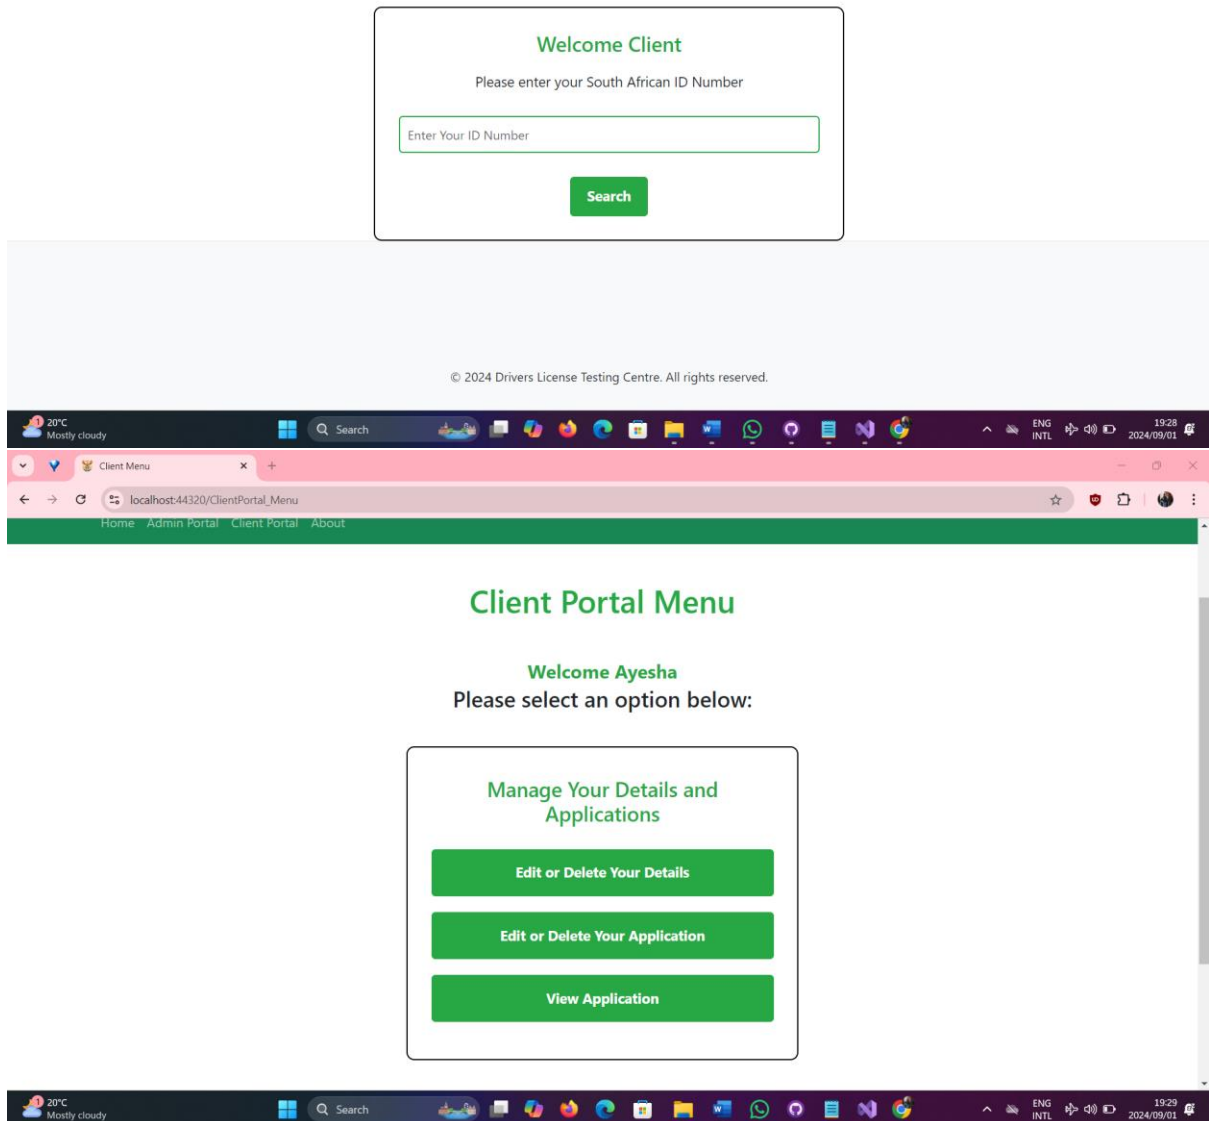 Welcome Client
Please enter your South African ID Number
Enter Your ID Number
Search
© 2024 Drivers License Testing Centre. All rights reserved.
1
20°C
Mostly cloudy
Search
ENG
INTL
19:28
2024/09/01
Client Menu
localhost:44320/ClientPortal_Menu
Home Admin Portal Client Portal About
Client Portal Menu
Welcome Ayesha
Please select an option below:
Manage Your Details and
Applications
Edit or Delete Your Details
Edit or Delete Your Application
View Application
1
20°C
Mostly cloudy
Search
ENG
INTL
19:29
2024/09/01